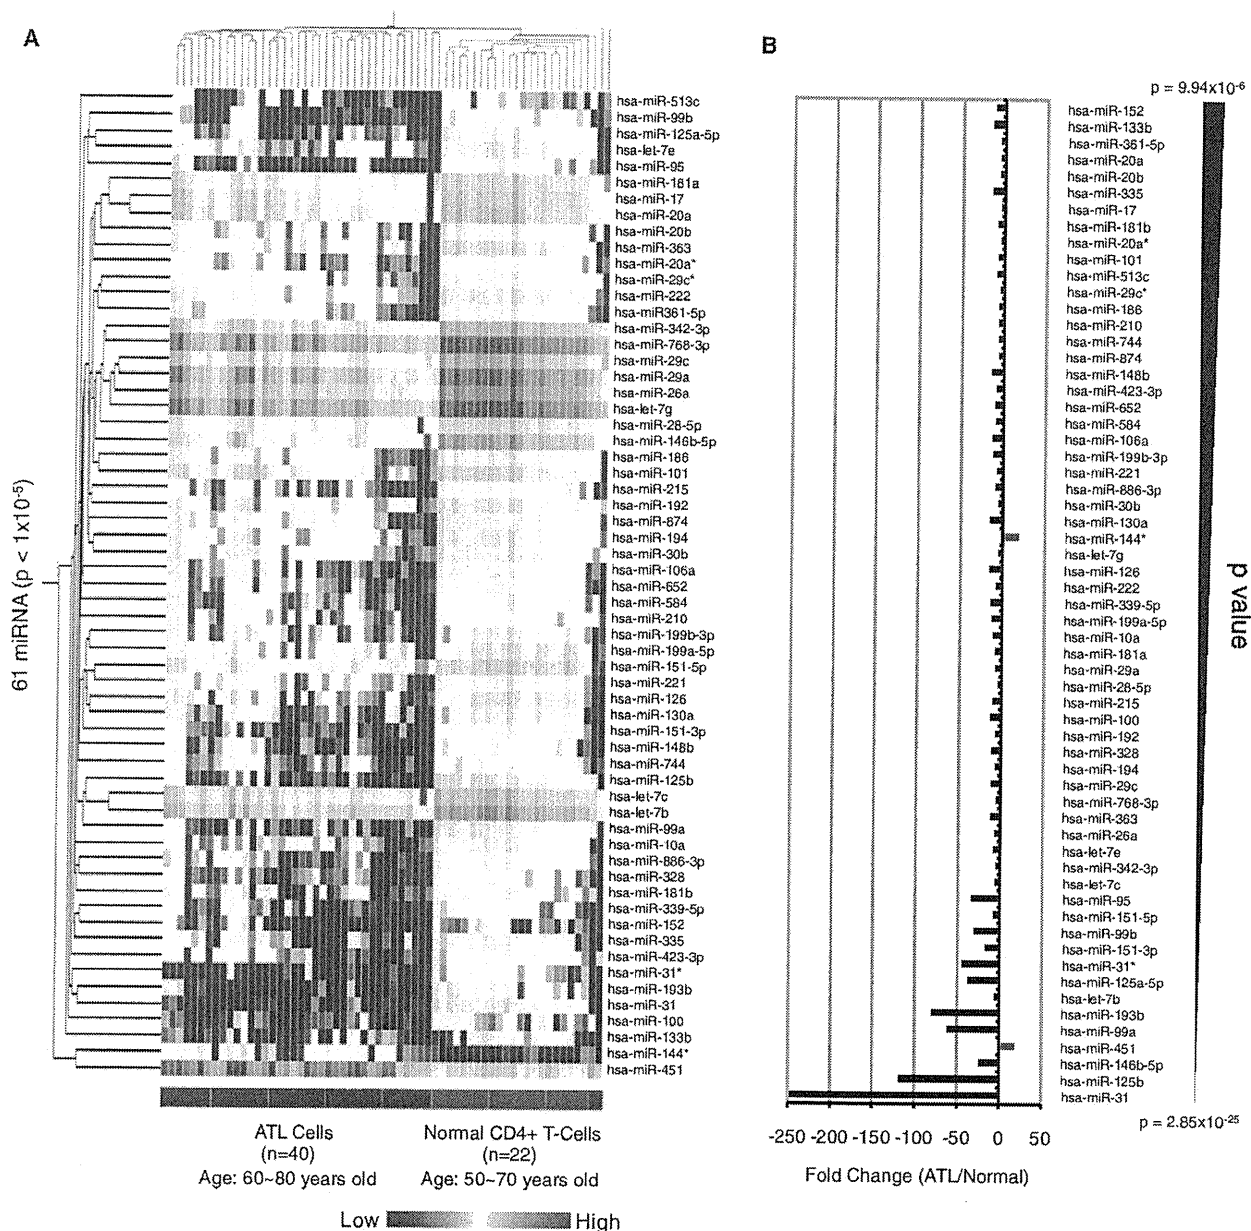 A
61 miRNA (p < 1x10-5)
hsa-miR-513c
hsa-miR-99b
hsa-miR-125a-5p
hsa-let-7e
hsa-miR-95
hsa-miR-181a
hsa-miR-17
hsa-miR-20a
hsa-miR-20b
hsa-miR-363
hsa-miR-20a*
hsa-miR-29c*
hsa-miR-222
hsa-miR361-5p
hsa-miR-342-3p
hsa-miR-768-3p
hsa-miR-29c
hsa-miR-29a
hsa-miR-26a
hsa-let-7g
hsa-miR-28-5p
hsa-miR-146b-5p
hsa-miR-186
hsa-miR-101
hsa-miR-215
hsa-miR-192
hsa-miR-874
hsa-miR-194
hsa-miR-30b
hsa-miR-106a
hsa-miR-652
hsa-miR-584
hsa-miR-210
hsa-miR-199b-3p
hsa-miR-199a-5p
hsa-miR-151-5p
hsa-miR-221
hsa-miR-126
hsa-miR-130a
hsa-miR-151-3p
hsa-miR-148b
hsa-miR-744
hsa-miR-125b
hsa-let-7c
hsa-let-7b
hsa-miR-99a
hsa-miR-10a
hsa-miR-886-3p
hsa-miR-328
hsa-miR-181b
hsa-miR-339-5p
hsa-miR-152
hsa-miR-335
hsa-miR-423-3p
hsa-miR-31*
hsa-miR-193b
hsa-miR-31
hsa-miR-100
hsa-miR-133b
hsa-miR-144*
hsa-miR-451
ATL Cells
(n=40)
Age: 60~80 years old
Normal CD4+ T-Cells
(n=22)
Age: 50~70 years old
Low High
B
p = 9.94x10-6
hsa-miR-152
hsa-miR-133b
hsa-miR-361-5p
hsa-miR-20a
hsa-miR-20b
hsa-miR-335
hsa-miR-17
hsa-miR-181b
hsa-miR-20a*
hsa-miR-101
hsa-miR-513c
hsa-miR-29c*
hsa-miR-186
hsa-miR-210
hsa-miR-744
hsa-miR-874
hsa-miR-148b
hsa-miR-423-3p
hsa-miR-652
hsa-miR-584
hsa-miR-106a
hsa-miR-199b-3p
hsa-miR-221
hsa-miR-886-3p
hsa-miR-30b
hsa-miR-130a
hsa-miR-144*
hsa-let-7g
hsa-miR-126
hsa-miR-222
hsa-miR-339-5p
hsa-miR-199a-5p
hsa-miR-10a
hsa-miR-181a
hsa-miR-29a
hsa-miR-28-5p
hsa-miR-215
hsa-miR-100
hsa-miR-192
hsa-miR-328
hsa-miR-194
hsa-miR-29c
hsa-miR-768-3p
hsa-miR-363
hsa-miR-26a
hsa-let-7e
hsa-miR-342-3p
hsa-let-7c
hsa-miR-95
hsa-miR-151-5p
hsa-miR-99b
hsa-miR-151-3p
hsa-miR-31*
hsa-miR-125a-5p
hsa-let-7b
hsa-miR-193b
hsa-miR-99a
hsa-miR-451
hsa-miR-146b-5p
hsa-miR-125b
hsa-miR-31
p value
p = 2.85x10-25
-250 -200 -150 -100 -50 0 50
Fold Change (ATL/Normal)